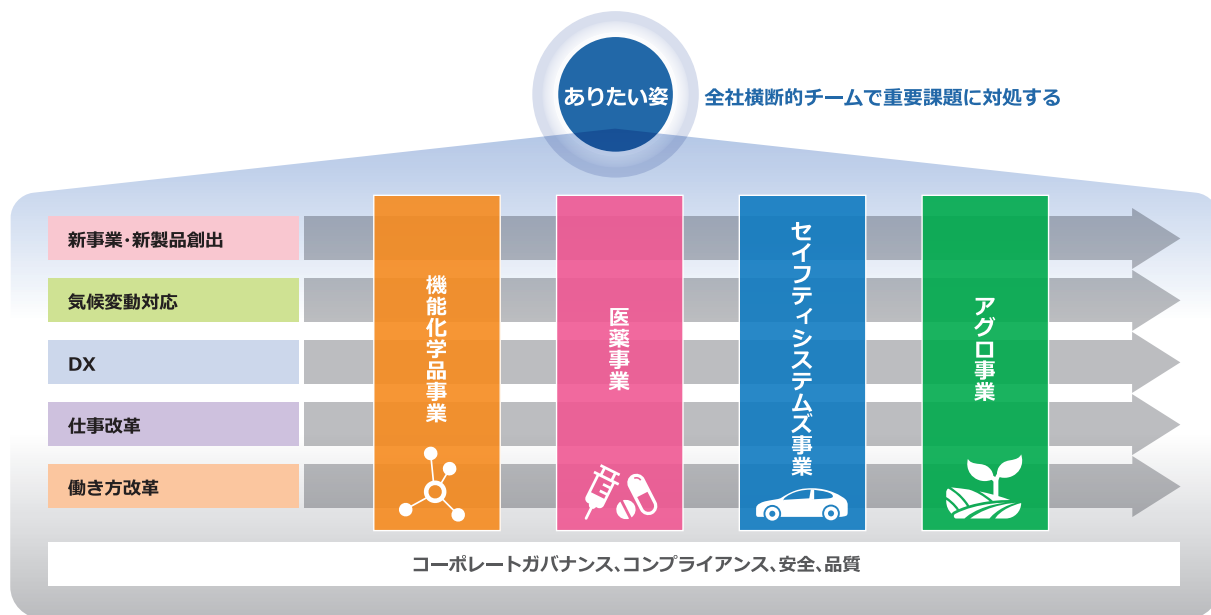 ありたい姿
全社横断的チームで重要課題に対処する
新事業・新製品創出
気候変動対応
DX
仕事改革
働き方改革
機能化学品事業
医薬事業
セイフティシステムズ事業
アグロ事業
コーポレートガバナンス、コンプライアンス、安全、品質